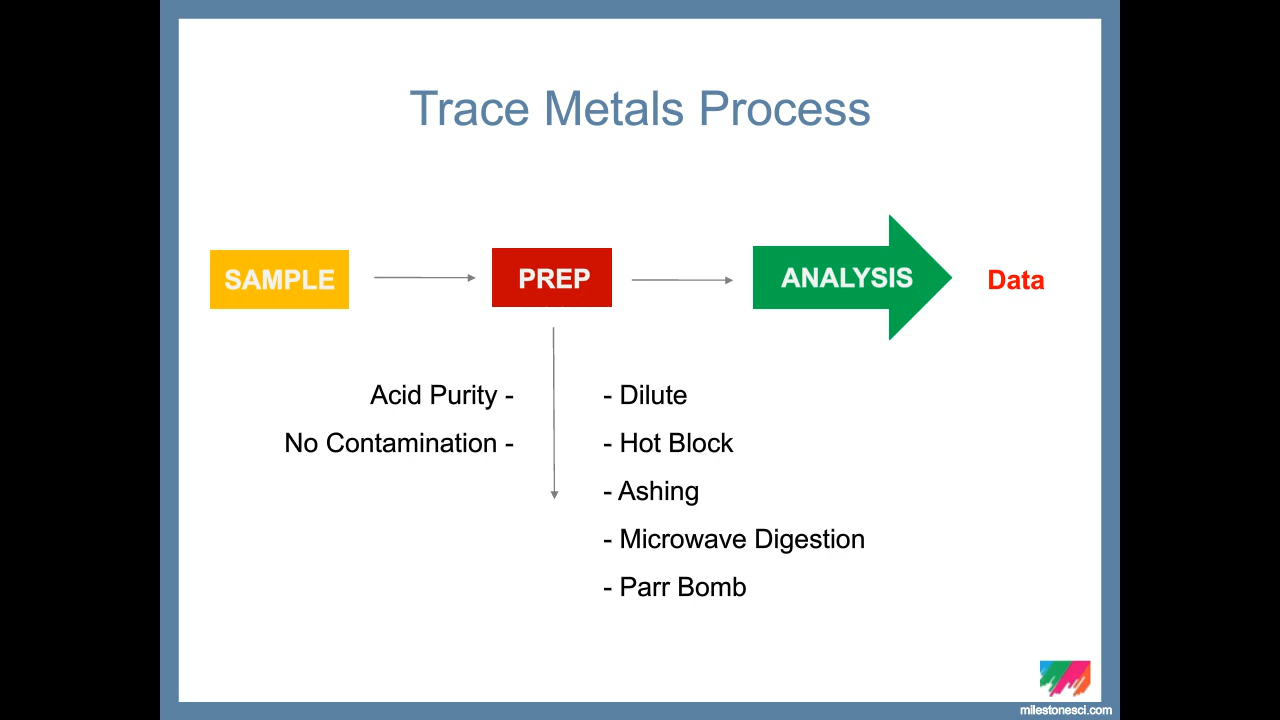 Trace Metals Process
SAMPLE
PREP
ANALYSIS
Data
Acid Purity -
No Contamination -
- Dilute
- Hot Block
- Ashing
- Microwave Digestion
- Parr Bomb
milestonesci.com